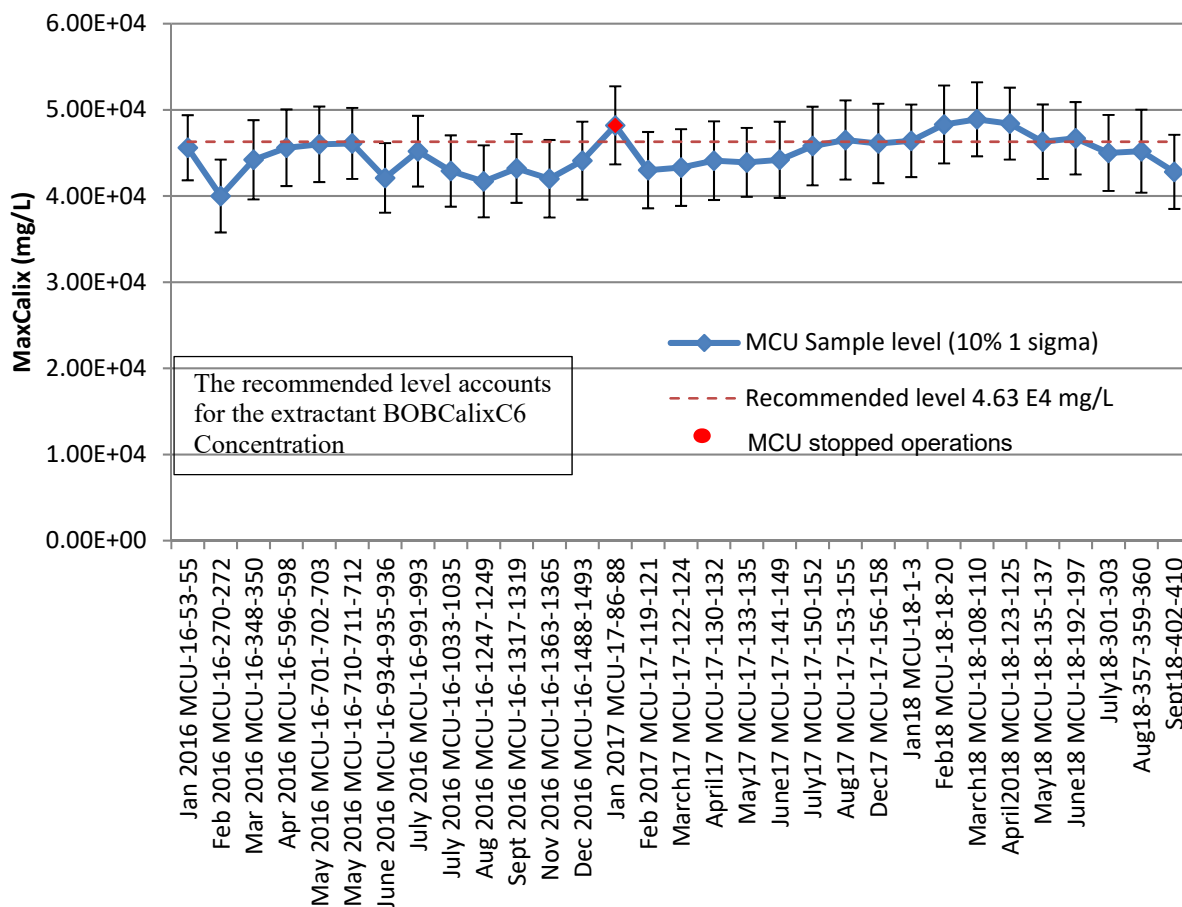 6.00E+04
5.00E+04
4.00E+04
3.00E+04
2.00E+04
1.00E+04
0.00E+00
MaxCalix (mg/L)
MCU Sample level (10% 1 sigma)
Recommended level 4.63 E4 mg/L
MCU stopped operations
The recommended level accounts
for the extractant BOBCalixC6
Concentration
Jan 2016 MCU-16-53-55
Feb 2016 MCU-16-270-272
Mar 2016 MCU-16-348-350
Apr 2016 MCU-16-596-598
May 2016 MCU-16-701-702-703
May 2016 MCU-16-710-711-712
June 2016 MCU-16-934-935-936
July 2016 MCU-16-991-993
July 2016 MCU-16-1033-1035
Aug 2016 MCU-16-1247-1249
Sept 2016 MCU-16-1317-1319
Nov 2016 MCU-16-1363-1365
Dec 2016 MCU-16-1488-1493
Jan 2017 MCU-17-86-88
Feb 2017 MCU-17-119-121
March17 MCU-17-122-124
April17 MCU-17-130-132
May17 MCU-17-133-135
June17 MCU-17-141-149
July17 MCU-17-150-152
Aug17 MCU-17-153-155
Dec17 MCU-17-156-158
Jan18 MCU-18-1-3
Feb18 MCU-18-18-20
March18 MCU-18-108-110
April2018 MCU-18-123-125
May18 MCU-18-135-137
June18 MCU-18-192-197
July18-301-303
Aug18-357-359-360
Sept18-402-410